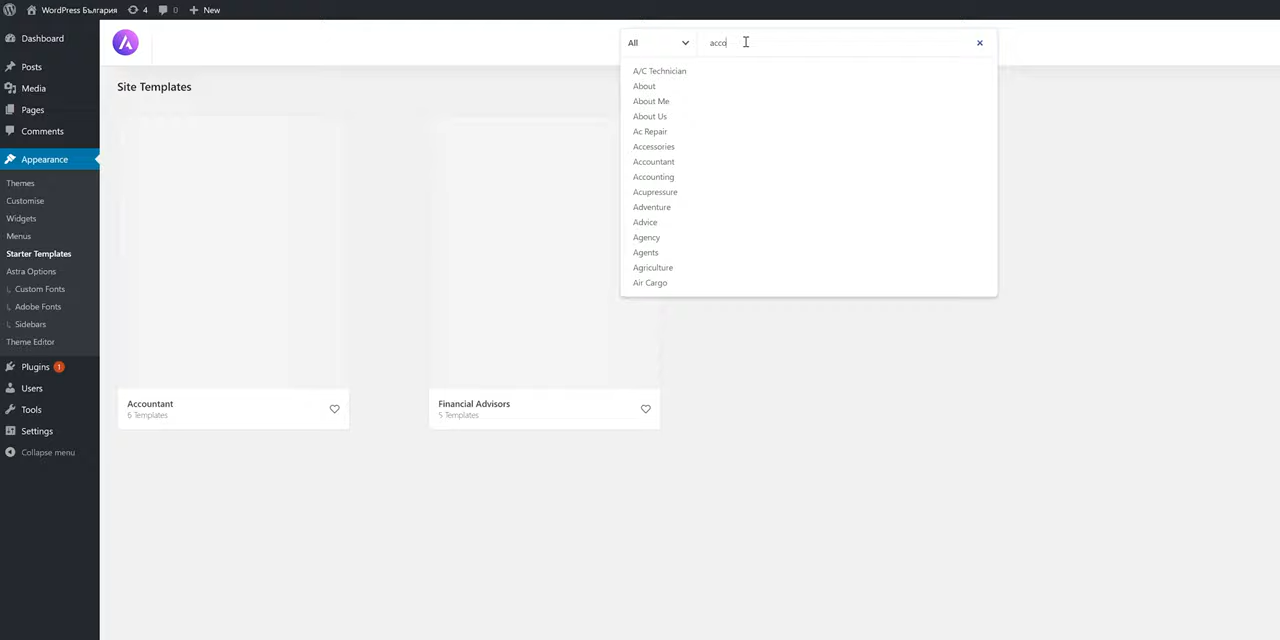 WordPress България 4 0 New
Dashboard
Posts
Media
Pages
Comments
Appearance
Themes
Customise
Widgets
Menus
Starter Templates
Astra Options
Custom Fonts
Adobe Fonts
Sidebars
Theme Editor
Plugins 1
Users
Tools
Settings
Collapse menu
All acco
A/C Technician
About
About Me
About Us
Ac Repair
Accessories
Accountant
Accounting
Acupressure
Adventure
Advice
Agency
Agents
Agriculture
Air Cargo
Site Templates
Accountant
6 Templates
Financial Advisors
5 Templates